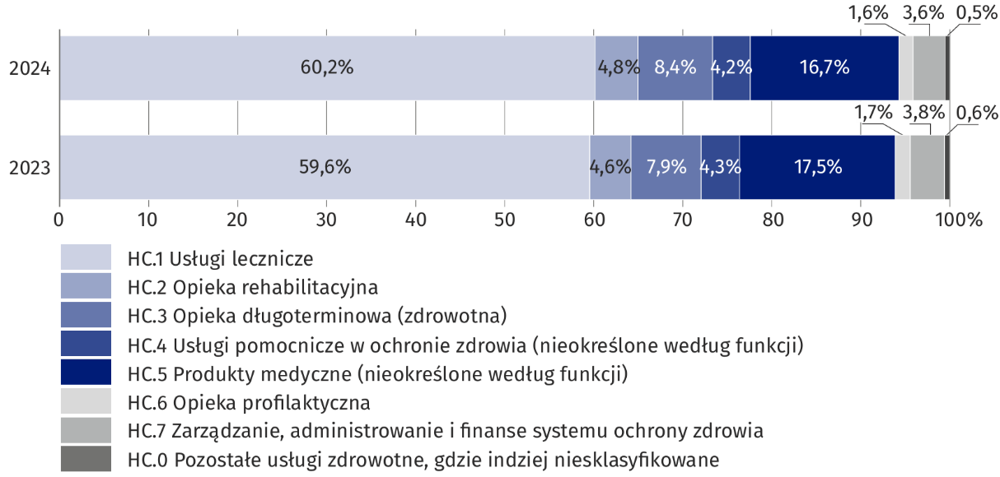 1,6% 3,6% 0,5%
2024 60,2% 4,8% 8,4% 4,2% 16,7%
1,7% 3,8% 0,6%
2023 59,6% 4,6% 7,9% 4,3% 17,5%
0 10 20 30 40 50 60 70 80 90 100%
HC.1 Usługi lecznicze
HC.2 Opieka rehabilitacyjna
HC.3 Opieka długoterminowa (zdrowotna)
HC.4 Usługi pomocnicze w ochronie zdrowia (nieokreślone według funkcji)
HC.5 Produkty medyczne (nieokreślone według funkcji)
HC.6 Opieka profilaktyczna
HC.7 Zarządzanie, administrowanie i finanse systemu ochrony zdrowia
HC.0 Pozostałe usługi zdrowotne, gdzie indziej niesklasyfikowane